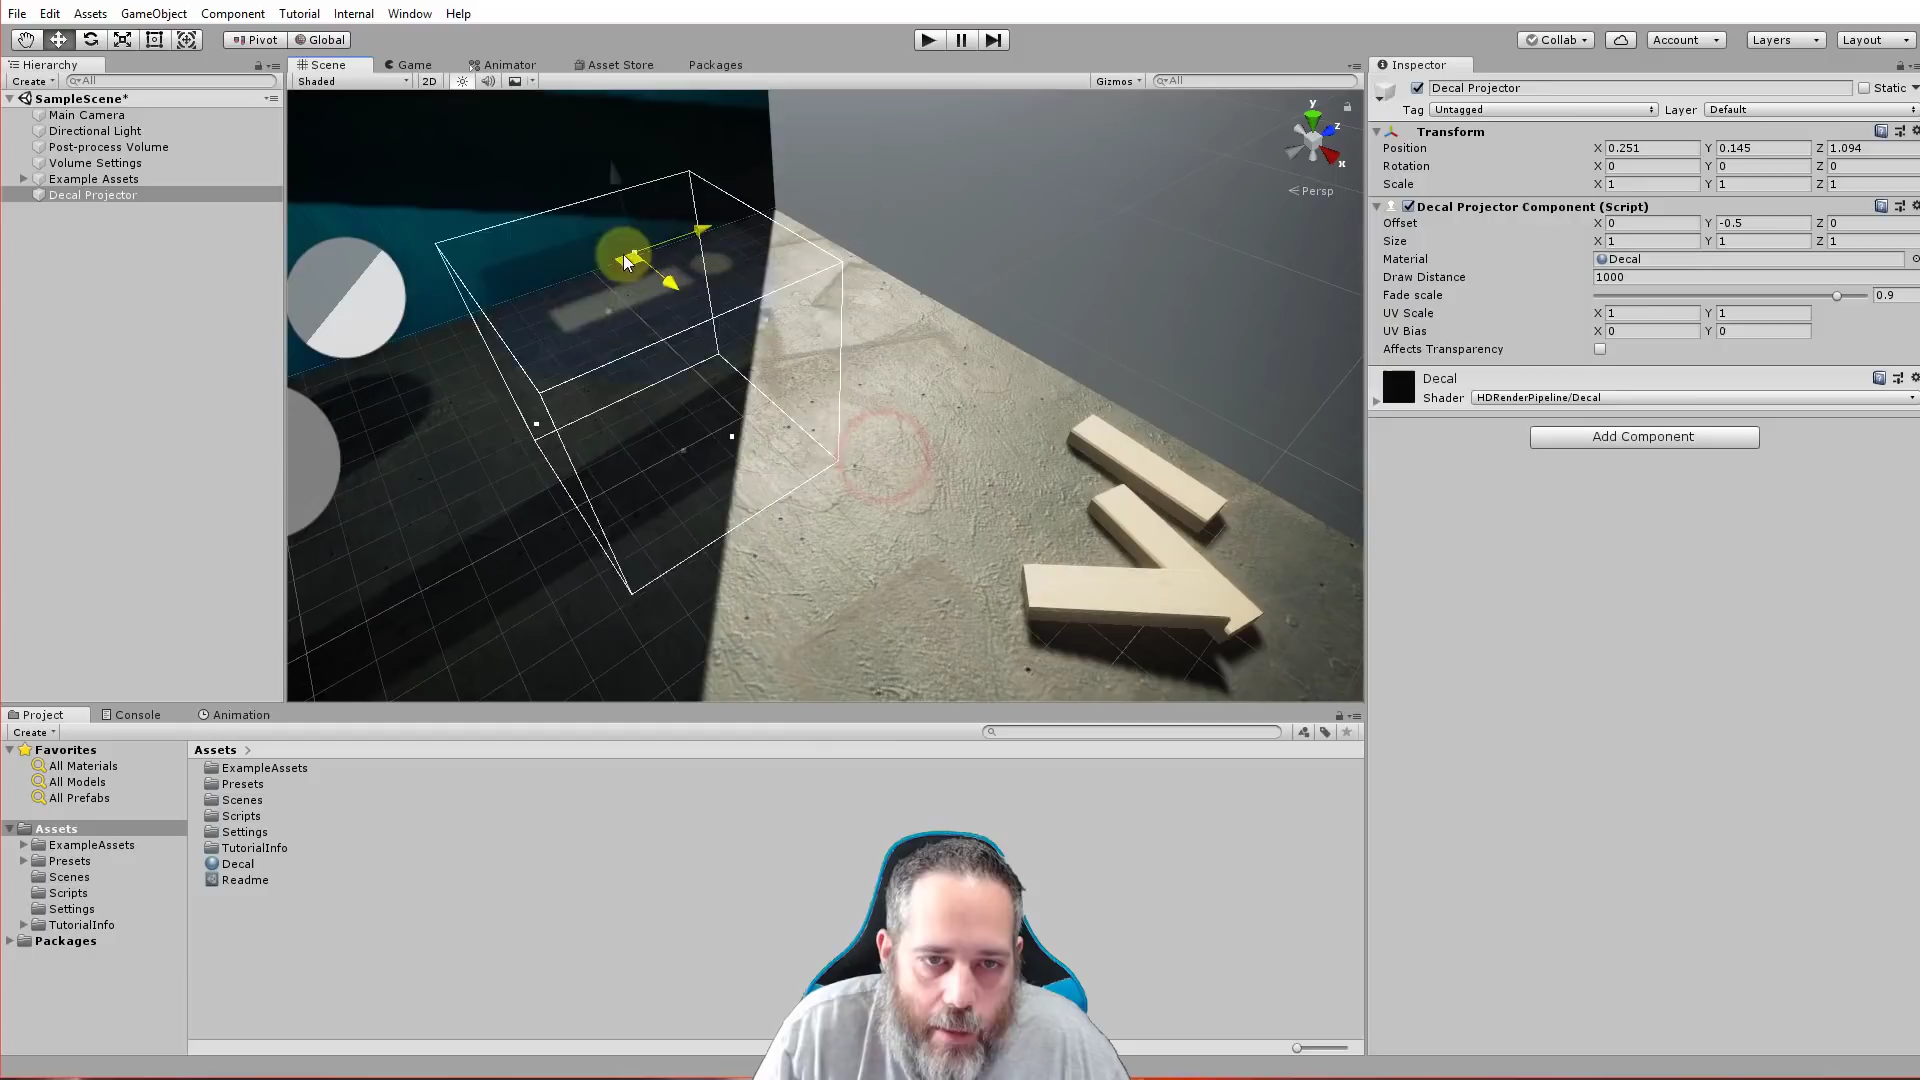 File Edit Assets GameObject Component Tutorial Internal Window Help
Pivot Global Collab Account Layers Layout
Hierarchy Scene Game Animator Asset Store Packages Inspector
Create All Shaded 2D Gizmos All
SampleScene*
Main Camera
Directional Light
Post-process Volume
Volume Settings
Example Assets
Decal Projector
y
z
x
Persp
Decal Projector Static
Tag Untagged Layer Default
Transform
Position X 0.251 Y 0.145 Z 1.094
Rotation X 0 Y 0 Z 0
Scale X 1 Y 1 Z 1
Decal Projector Component (Script)
Offset X 0 Y -0.5 Z 0
Size X 1 Y 1 Z 1
Material Decal
Draw Distance 1000
Fade scale 0.9
UV Scale X 1 Y 1
UV Bias X 0 Y 0
Affects Transparency
Decal
Shader HDRenderPipeline/Decal
Add Component
Project Console Animation
Create
Favorites
All Materials
All Models
All Prefabs
Assets
ExampleAssets
Presets
Scenes
Scripts
Settings
TutorialInfo
Packages
Assets
ExampleAssets
Presets
Scenes
Scripts
Settings
TutorialInfo
Decal
Readme